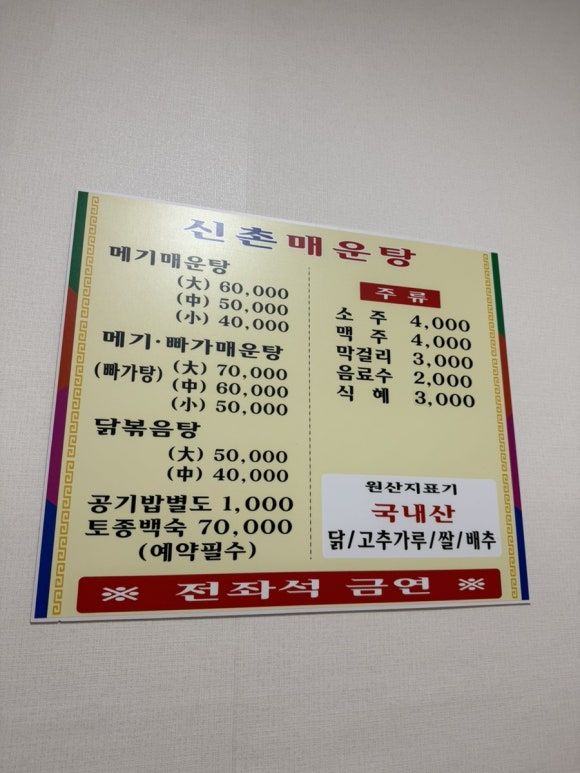 신촌매운탕
메기매운탕
(大) 60,000
(中) 50,000
(小) 40,000
메기·빠가매운탕
(빠가탕) (大) 70,000
(中) 60,000
(小) 50,000
닭볶음탕
(大) 50,000
(中) 40,000
공기밥별도 1,000
토종백숙 70,000
(예약필수)
주류
소 주 4,000
맥 주 4,000
막걸리 3,000
음료수 2,000
식 혜 3,000
원산지표기
국내산
닭/고추가루/쌀/배추
※ 전좌석 금연 ※